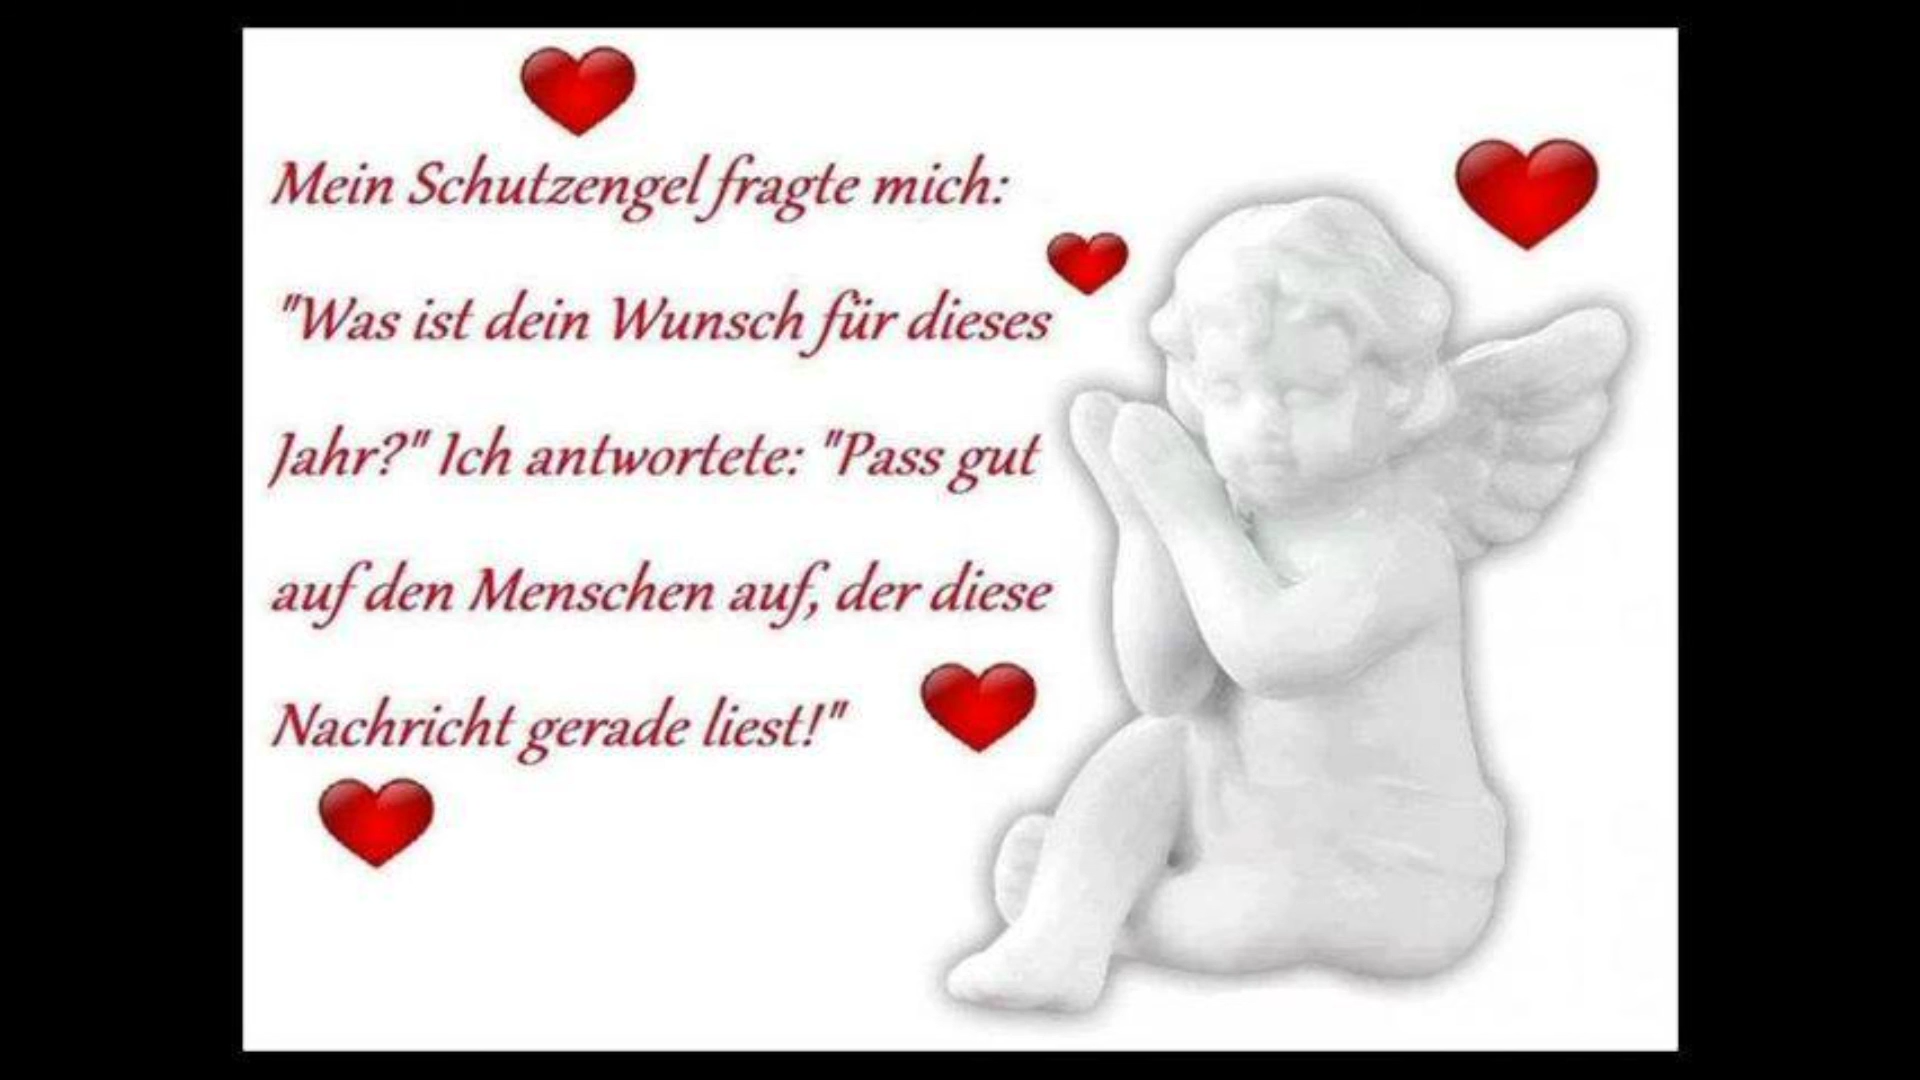 Mein Schutzengel fragte mich:
"Was ist dein Wunsch für dieses
Jahr?" Ich antwortete: "Pass gut
auf den Menschen auf, der diese
Nachricht gerade liest!"